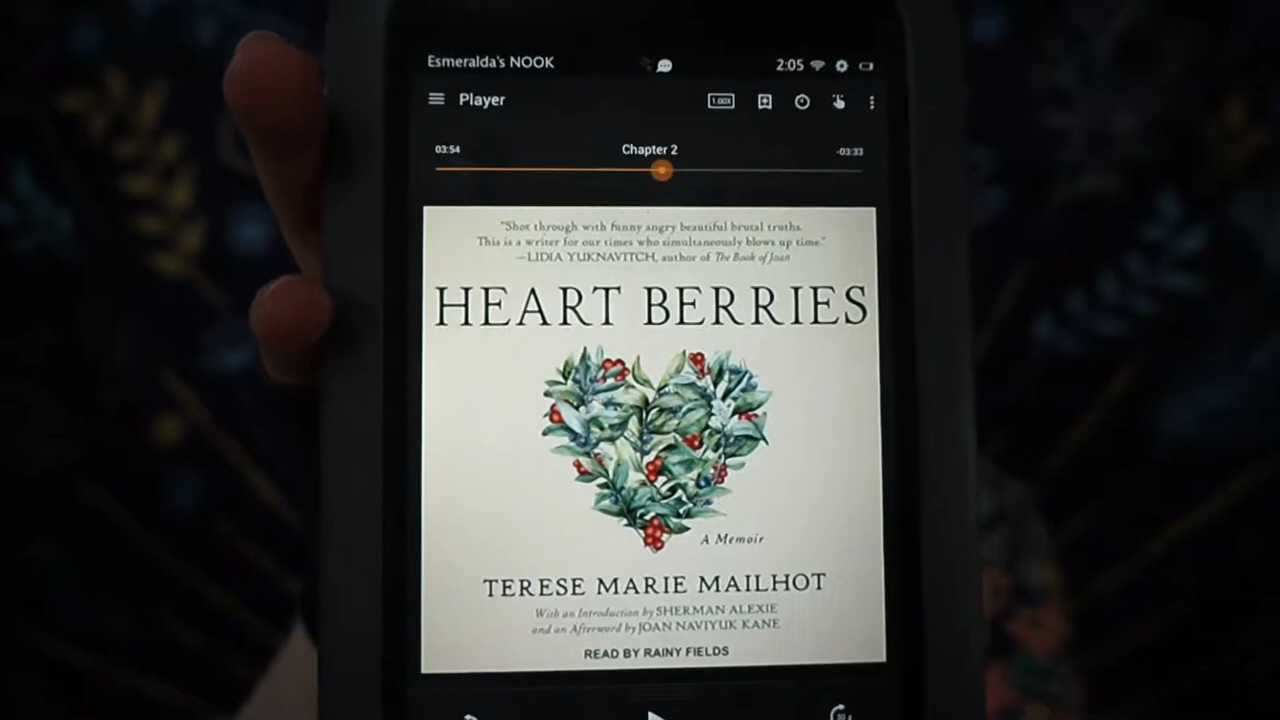 Esmeralda's NOOK 2:05
Player 1.00X
03:54 Chapter 2 -03:33
"Shot through with funny angry beautiful brutal truths.
This is a writer for our times who simultaneously blows up time."
—LIDIA YUKNAVITCH, author of The Book of Joan
HEART BERRIES
A Memoir
TERESE MARIE MAILHOT
With an Introduction by SHERMAN ALEXIE
and an Afterword by JOAN NAVIYUK KANE
READ BY RAINY FIELDS